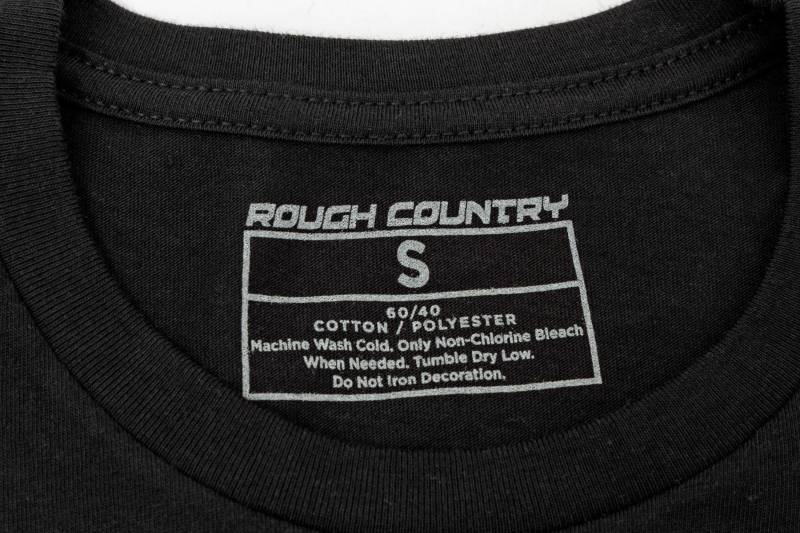 ROUGH COUNTRY
S
60/40
COTTON / POLYESTER
Machine Wash Cold. Only Non-Chlorine Bleach
When Needed. Tumble Dry Low.
Do Not Iron Decoration.